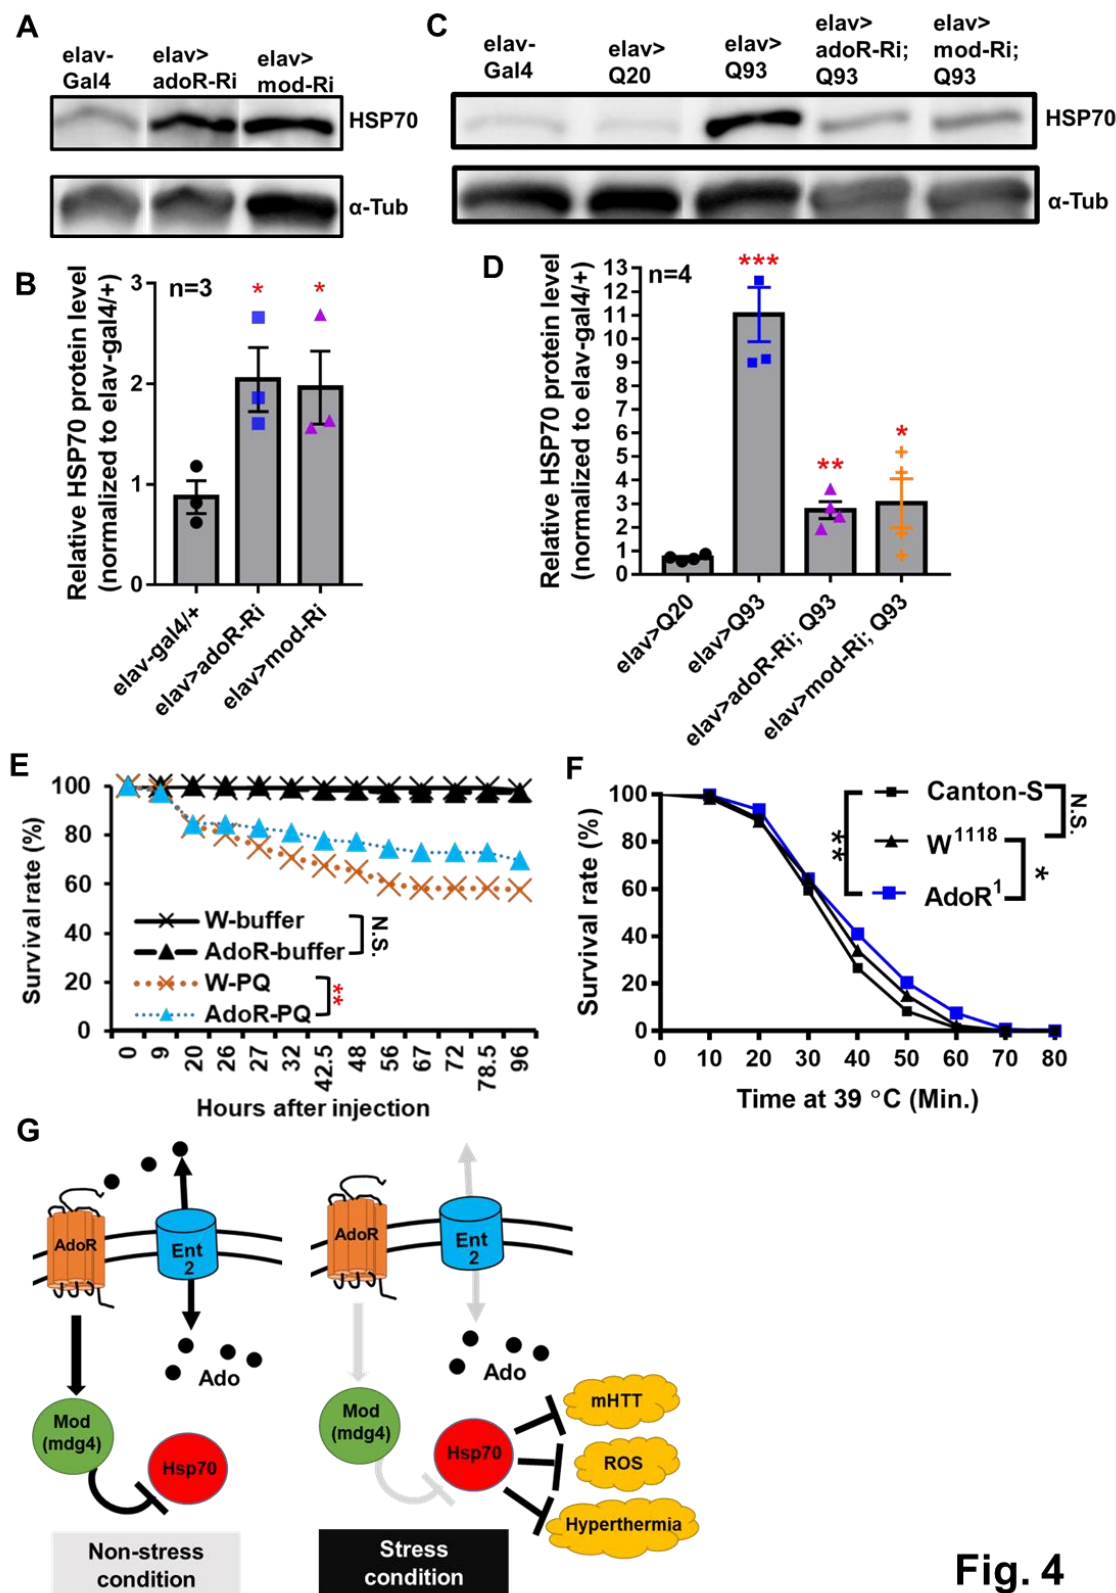 A
elav-
Gal4
elav>
adoR-Ri
elav>
mod-Ri
HSP70
α-Tub
C
elav-
Gal4
elav>
Q20
elav>
Q93
elav>
adoR-Ri;
Q93
elav>
mod-Ri;
Q93
HSP70
α-Tub
B
Relative HSP70 protein level
(normalized to elav-gal4/+)
n=3
3
2
1
0
*
*
elav-gal4/+
elav>adoR-Ri
elav>mod-Ri
D
Relative HSP70 protein level
(normalized to elav-gal4/+)
n=4
13
12
11
10
9
8
7
6
5
4
3
2
1
0
***
**
*
elav>Q20
elav>Q93
elav>adoR-Ri; Q93
elav>mod-Ri; Q93
E
Survival rate (%)
100
80
60
40
20
0
W-buffer
AdoR-buffer
N.S.
W-PQ
AdoR-PQ
**
0 9 20 26 27 32 42.5 48 56 67 72 78.5 96
Hours after injection
F
Survival rate (%)
100
80
60
40
20
0
Canton-S
W1118
AdoR1
**
N.S.
*
0 10 20 30 40 50 60 70 80
Time at 39 °C (Min.)
G
AdoR
Ent
2
Ado
Mod
(mdg4)
Hsp70
Non-stress
condition
AdoR
Ent
2
Ado
Mod
(mdg4)
Hsp70
mHTT
ROS
Hyperthermia
Stress
condition
Fig. 4